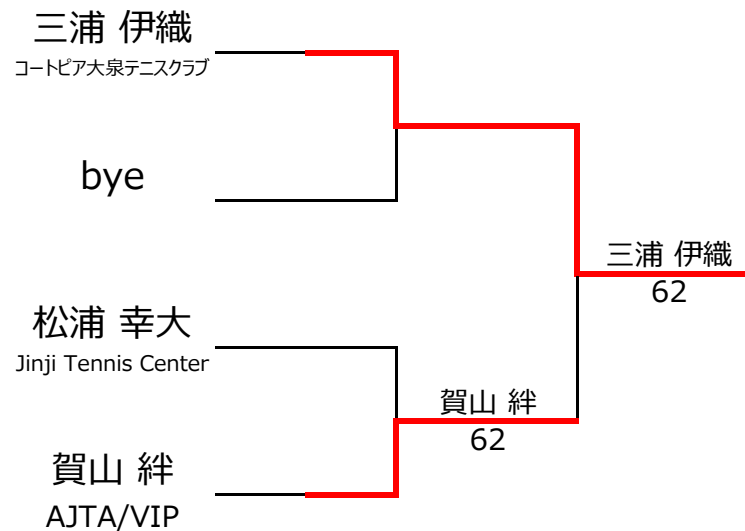 三浦 伊織
コートピア大泉テニスクラブ
bye
三浦 伊織
62
松浦 幸大
Jinji Tennis Center
賀山 絆
62
賀山 絆
AJTA/VIP